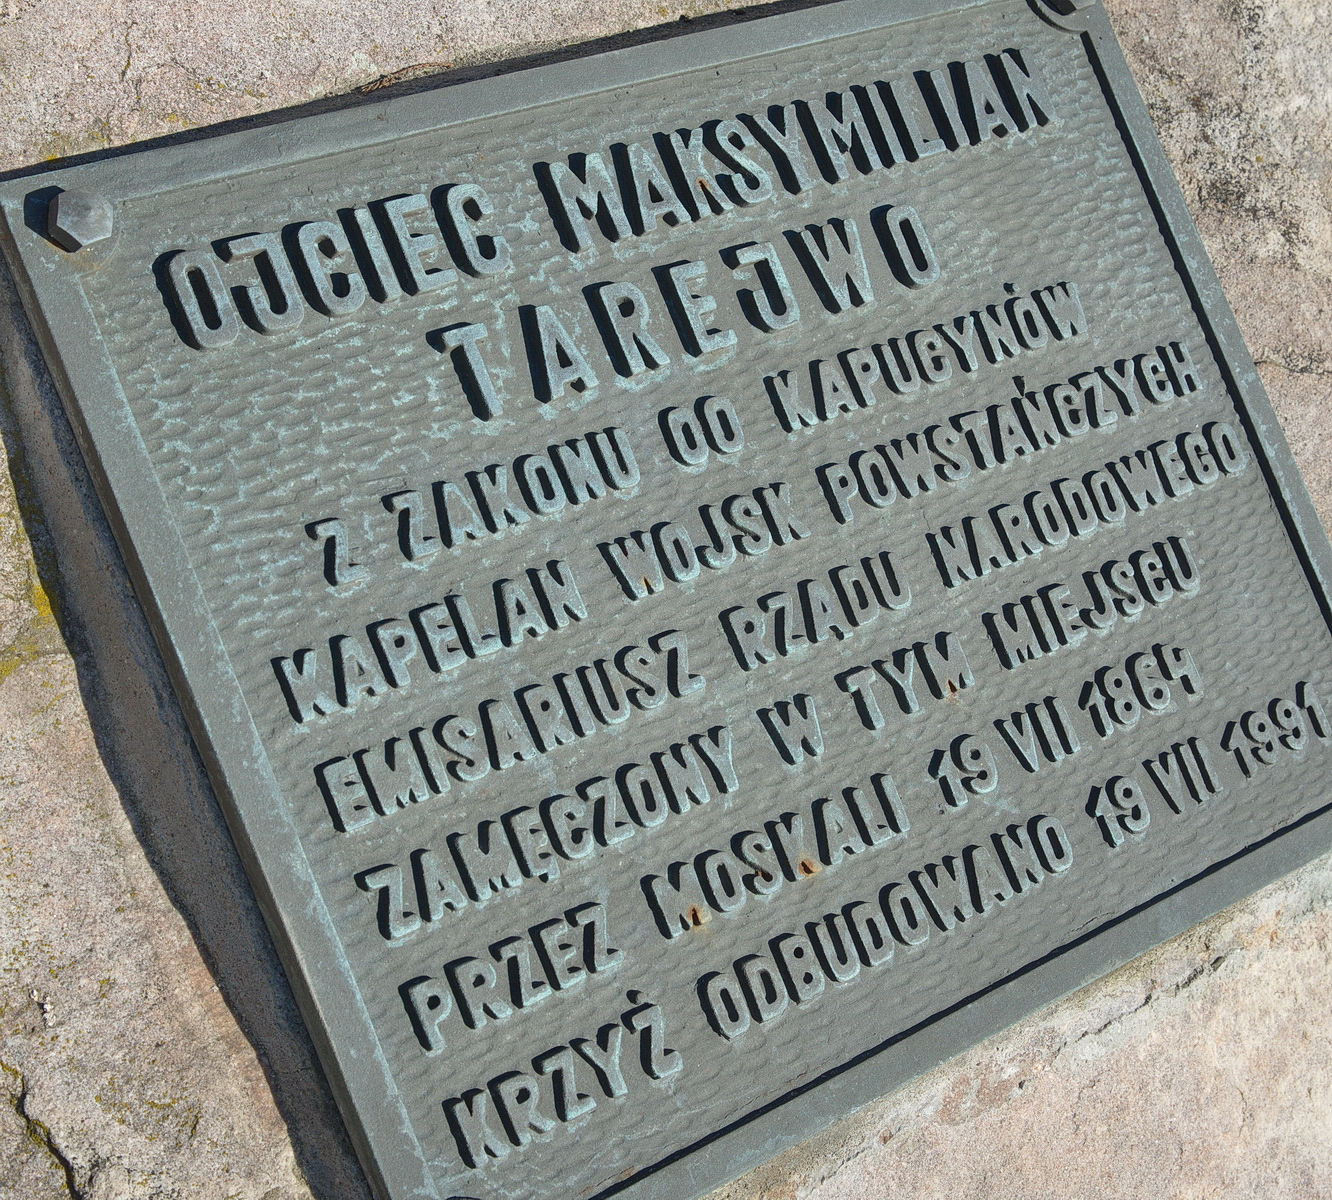 OJCIEC MAKSYMILIAN
TAREJWO
Z ZAKONU OO KAPUCYNÓW
KAPELAN WOJSK POWSTAŃCZYCH
EMISARIUSZ RZĄDU NARODOWEGO
ZAMĘCZONY W TYM MIEJSCU
PRZEZ MOSKALI 19 VII 1864
KRZYŻ ODBUDOWANO 19 VII 1991